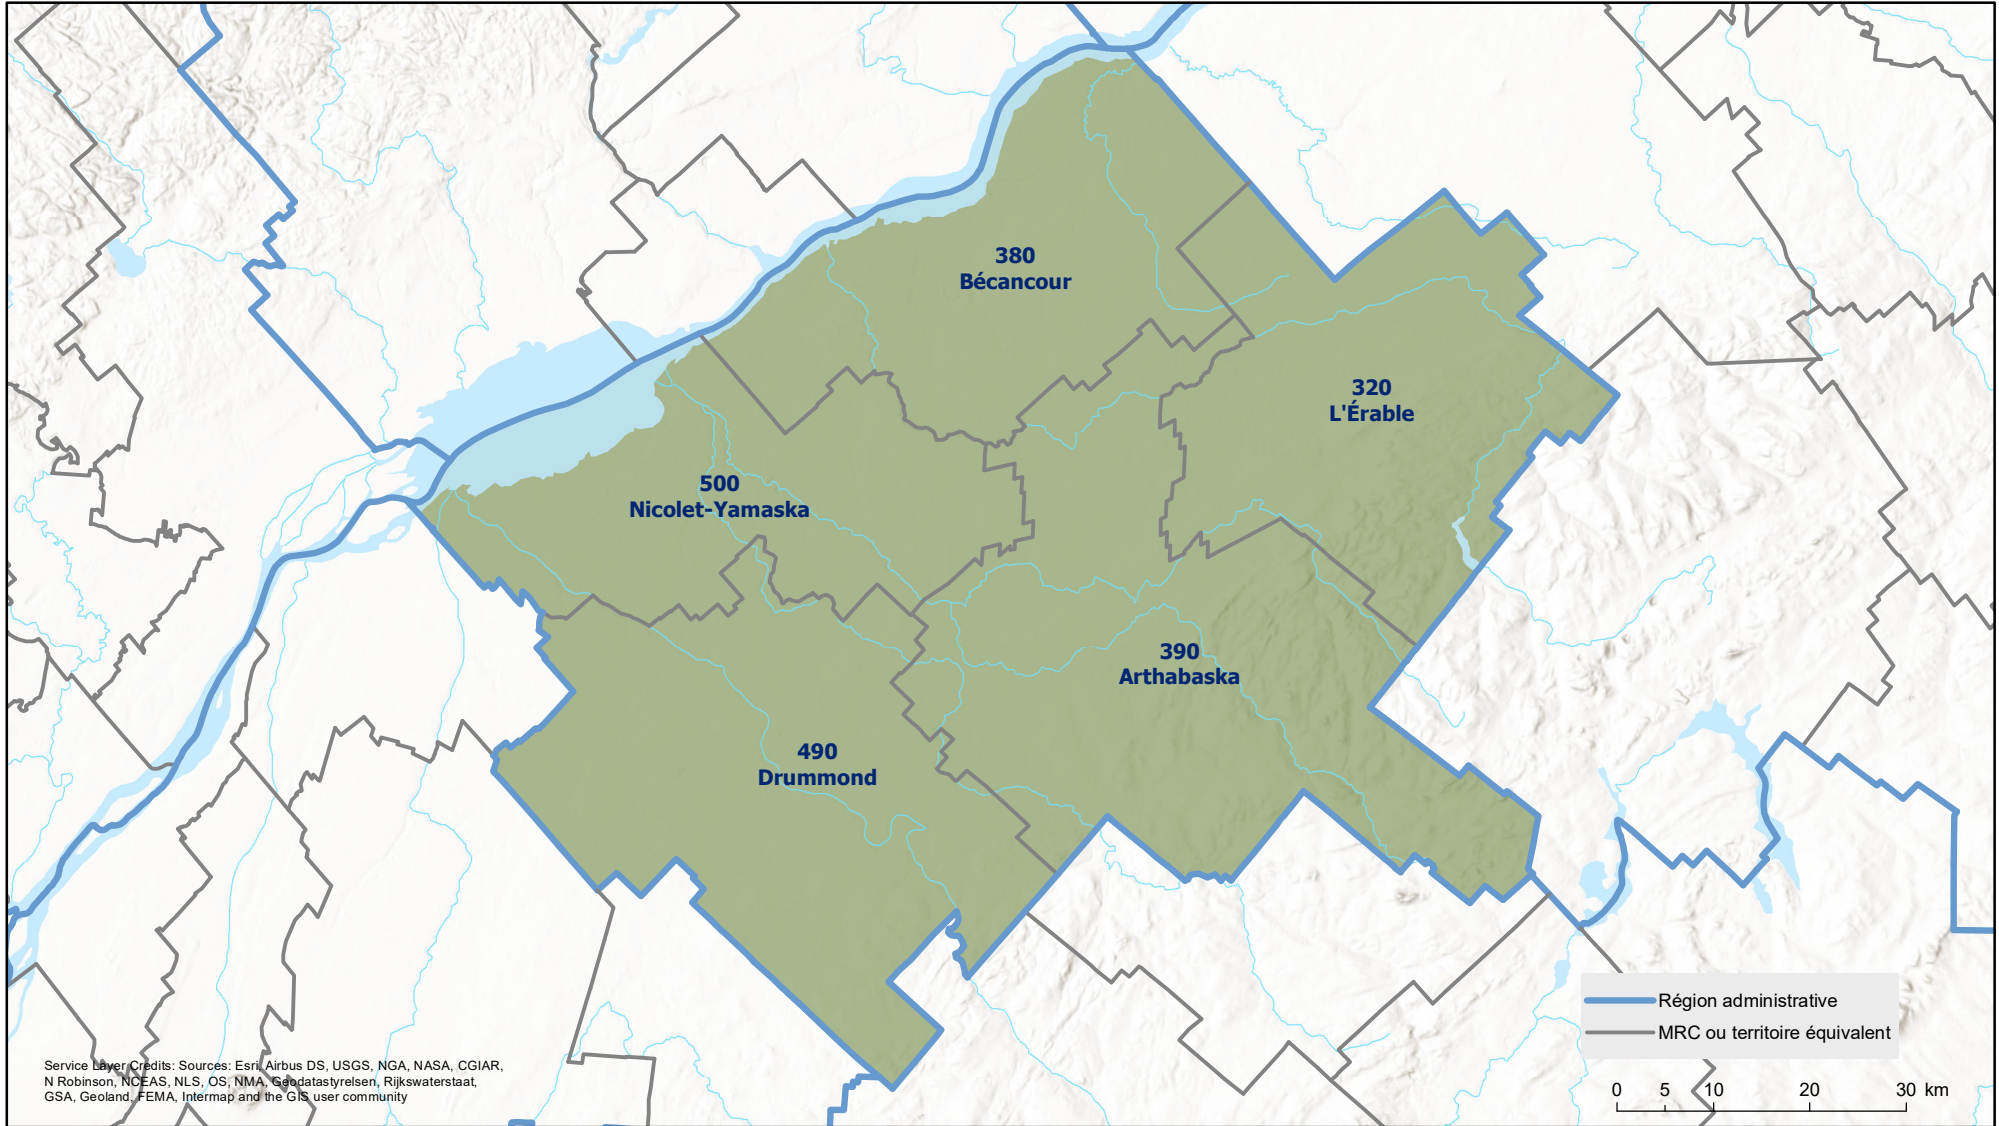 380
Bécancour
320
L'Érable
500
Nicolet-Yamaska
390
Arthabaska
490
Drummond
Région administrative
MRC ou territoire équivalent
0 5 10 20 30 km
Service Layer Credits: Sources: Esri, Airbus DS, USGS, NGA, NASA, CGIAR,
N Robinson, NCEAS, NLS, OS, NMA, Geodatastyrelsen, Rijkswaterstaat,
GSA, Geoland, FEMA, Intermap and the GIS user community